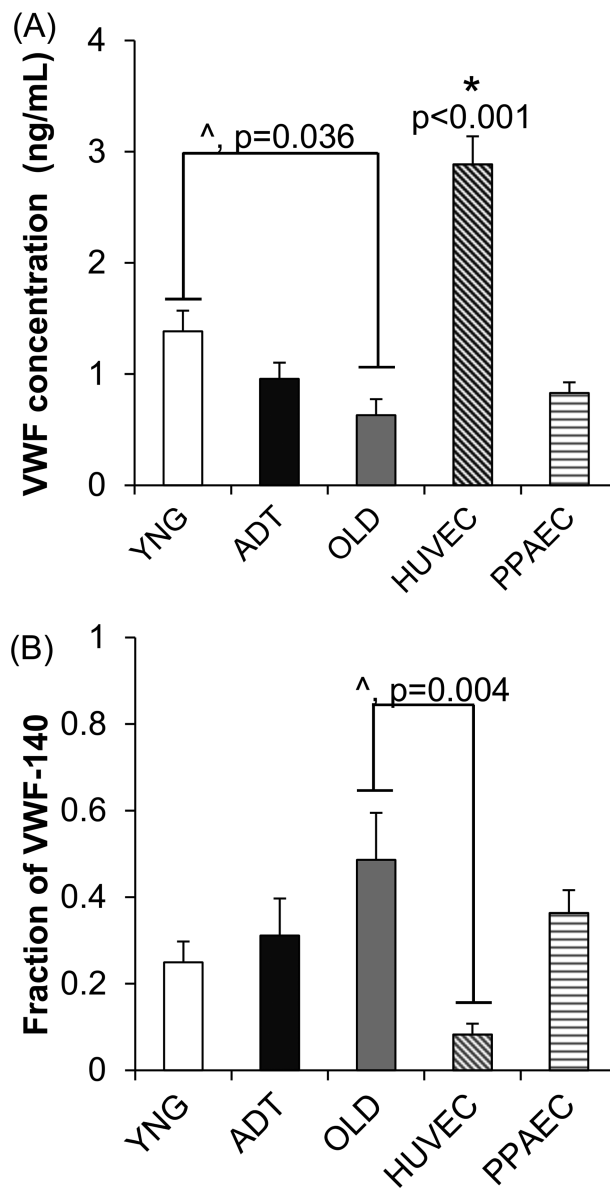 (A)
VWF concentration (ng/mL)
4
3
2
1
0
^, p=0.036
*
p<0.001
YNG
ADT
OLD
HUVEC
PPAEC
(B)
Fraction of VWF-140
1
0.8
0.6
0.4
0.2
0
^, p=0.004
YNG
ADT
OLD
HUVEC
PPAEC